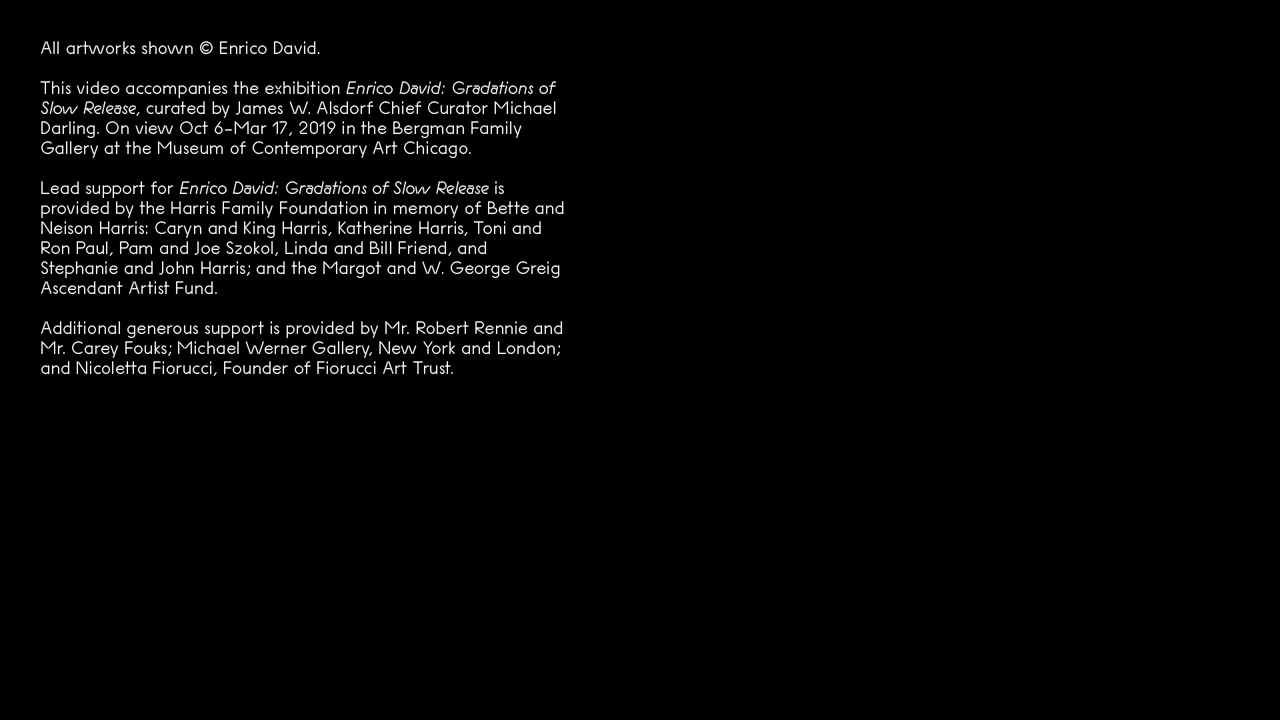 All artworks shown © Enrico David.
This video accompanies the exhibition Enrico David: Gradations of
Slow Release, curated by James W. Alsdorf Chief Curator Michael
Darling. On view Oct 6–Mar 17, 2019 in the Bergman Family
Gallery at the Museum of Contemporary Art Chicago.
Lead support for Enrico David: Gradations of Slow Release is
provided by the Harris Family Foundation in memory of Bette and
Neison Harris: Caryn and King Harris, Katherine Harris, Toni and
Ron Paul, Pam and Joe Szokol, Linda and Bill Friend, and
Stephanie and John Harris; and the Margot and W. George Greig
Ascendant Artist Fund.
Additional generous support is provided by Mr. Robert Rennie and
Mr. Carey Fouks; Michael Werner Gallery, New York and London;
and Nicoletta Fiorucci, Founder of Fiorucci Art Trust.